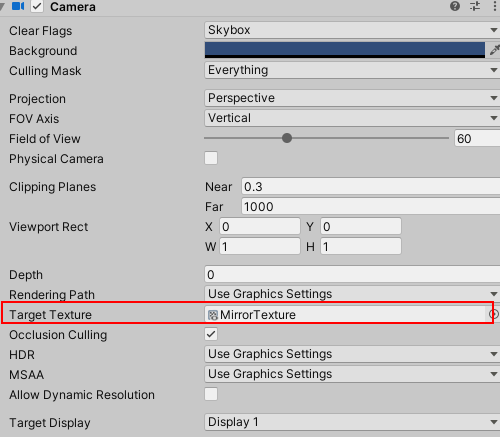 Camera
Clear Flags Skybox
Background
Culling Mask Everything
Projection Perspective
FOV Axis Vertical
Field of View 60
Physical Camera
Clipping Planes Near 0.3
Far 1000
Viewport Rect X 0 Y 0
W 1 H 1
Depth 0
Rendering Path Use Graphics Settings
Target Texture MirrorTexture
Occlusion Culling
HDR Use Graphics Settings
MSAA Use Graphics Settings
Allow Dynamic Resolution
Target Display Display 1